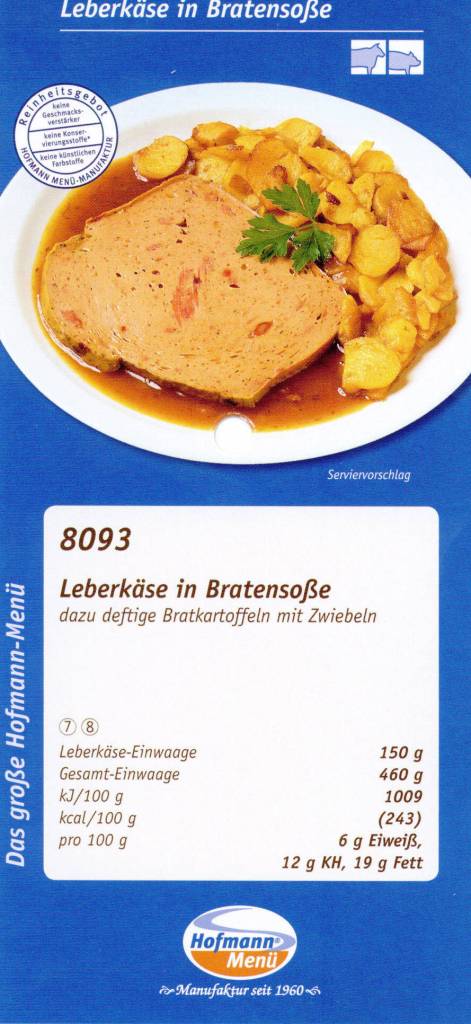 Leberkäse in Bratensoße
Reinheitsgebot
keine
Geschmacks-
verstärker
keine Konser-
vierungsstoffe*
keine künstlichen
Farbstoffe
HOFMANN MENÜ-MANUFAKTUR
Serviervorschlag
Das große Hofmann-Menü
8093
Leberkäse in Bratensoße
dazu deftige Bratkartoffeln mit Zwiebeln
7 8
Leberkäse-Einwaage 150 g
Gesamt-Einwaage 460 g
kJ/100 g 1009
kcal/100 g (243)
pro 100 g 6 g Eiweiß,
12 g KH, 19 g Fett
Hofmann®
Menü
Manufaktur seit 1960